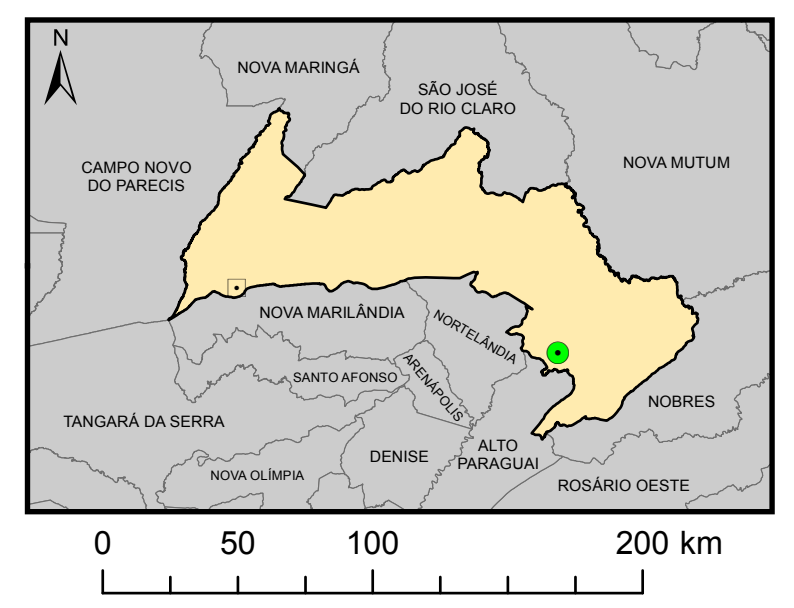 N
NOVA MARINGÁ
SÃO JOSÉ
DO RIO CLARO
CAMPO NOVO
DO PARECIS
NOVA MUTUM
NOVA MARILÂNDIA
NORTELÂNDIA
SANTO AFONSO
ARENÁPOLIS
TANGARÁ DA SERRA
NOBRES
NOVA OLÍMPIA
DENISE
ALTO
PARAGUAI
ROSÁRIO OESTE
0 50 100 200 km